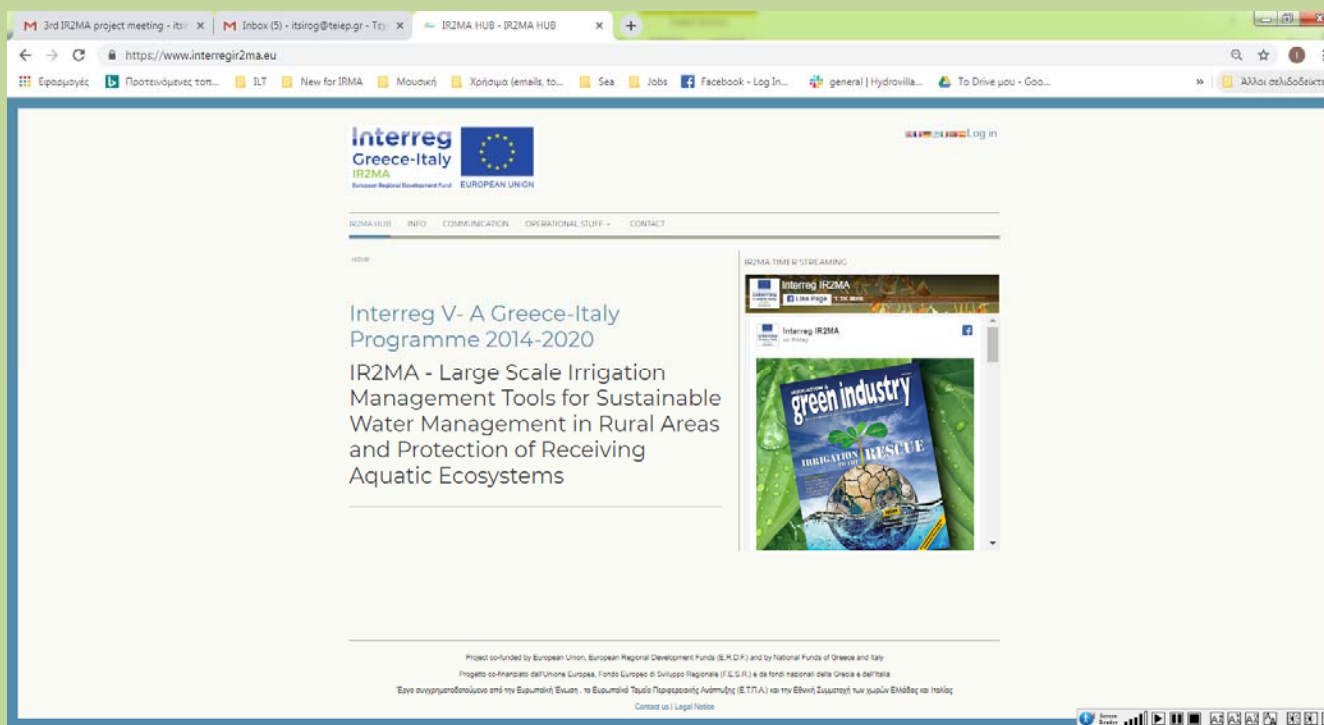 3rd IR2MA project meeting - its
Inbox (5) - itsirog@teiep.gr - Τεχ
IR2MA HUB - IR2MA HUB
https://www.interregir2ma.eu
Εφαρμογές
Προτεινόμενες τοπ...
ILT
New for IRMA
Μουσική
Χρήσιμα (emails, to...
Sea
Jobs
Facebook - Log In...
general | Hydrovilla...
Το Drive μου - Goo...
»
Άλλοι σελιδοδείκτε
Interreg
Greece-Italy
IR2MA
European Regional Development Fund
EUROPEAN UNION
Log in
IR2MA HUB INFO COMMUNICATION OPERATIONAL STUFF CONTACT
HOME
IR2MA TIMER STREAMING
Interreg IR2MA
Like Page
Interreg V- A Greece-Italy
Programme 2014-2020
IR2MA - Large Scale Irrigation
Management Tools for Sustainable
Water Management in Rural Areas
and Protection of Receiving
Aquatic Ecosystems
Interreg IR2MA
on Friday
green industry
IRRIGATION TO THE RESCUE
Project co-funded by European Union, European Regional Development Funds (E.R.D.F.) and by National Funds of Greece and Italy
Progetto co-finanziato dall'Unione Europea, Fondo Europeo di Sviluppo Regionale (F.E.S.R.) e da fondi nazionali della Grecia e dell'Italia
Έργο συγχρηματοδοτούμενο από την Ευρωπαϊκή Ένωση , το Ευρωπαϊκό Ταμείο Περιφερειακής Ανάπτυξης (Ε.Τ.Π.Α.) και την Εθνική Συμμετοχή των χωρών Ελλάδας και Ιταλίας
Contact us | Legal Notice
Screen
Reader